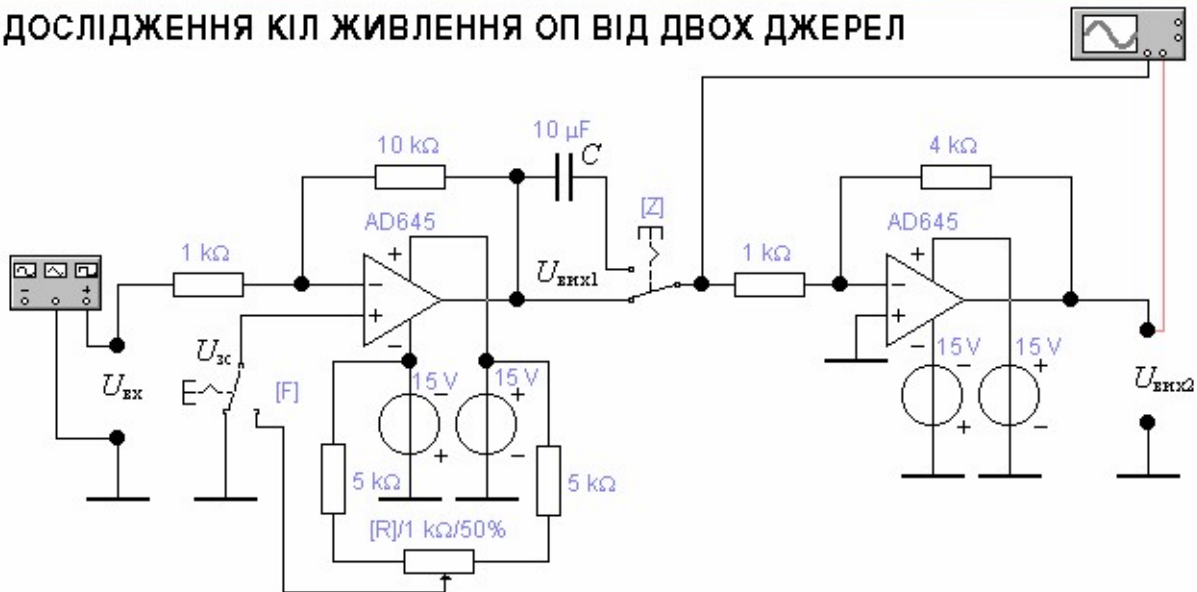 ДОСЛІДЖЕННЯ КІЛ ЖИВЛЕННЯ ОП ВІД ДВОХ ДЖЕРЕЛ
10 kΩ
10 µF
C
4 kΩ
[Z]
AD645
AD645
1 kΩ
Uвих1
1 kΩ
Uзс
Uвх
[F]
15 V
15 V
15 V
15 V
Uвих2
5 kΩ
5 kΩ
[R]/1 kΩ/50%